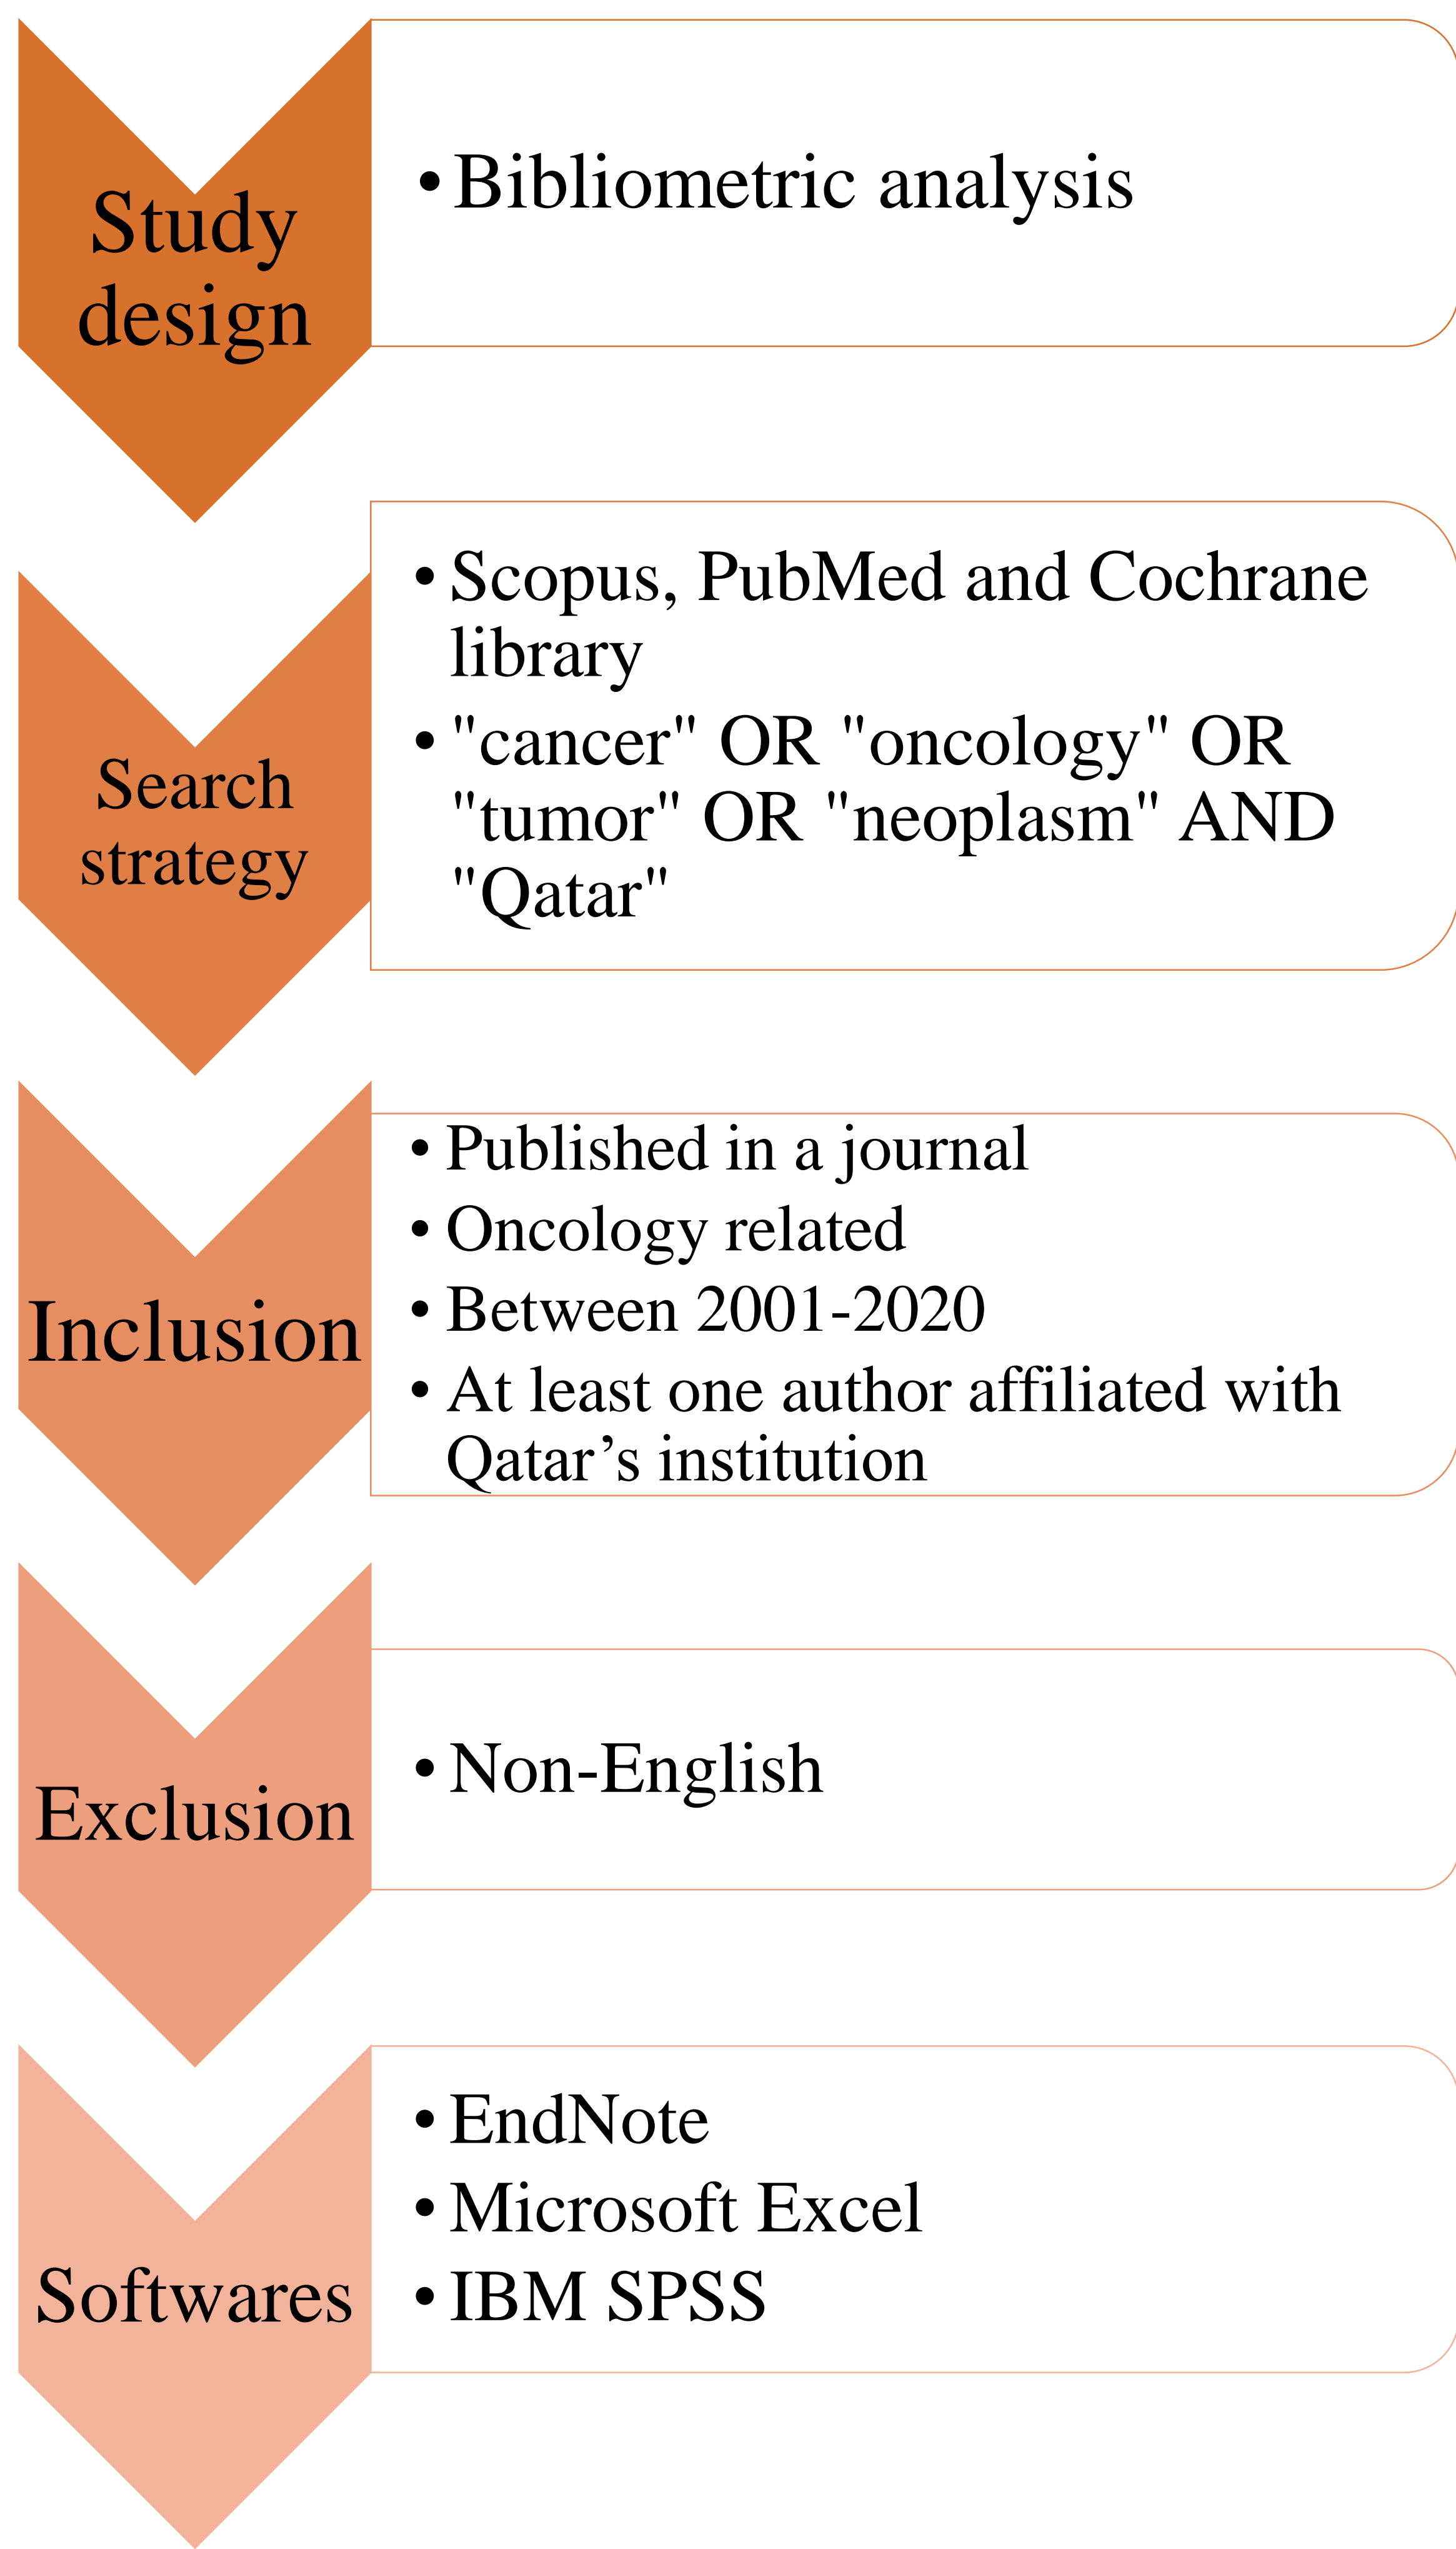 Study
design
• Bibliometric analysis
Search
strategy
• Scopus, PubMed and Cochrane
library
• "cancer" OR "oncology" OR
"tumor" OR "neoplasm" AND
"Qatar"
Inclusion
• Published in a journal
• Oncology related
• Between 2001-2020
• At least one author affiliated with
Qatar’s institution
Exclusion
• Non-English
Softwares
• EndNote
• Microsoft Excel
• IBM SPSS